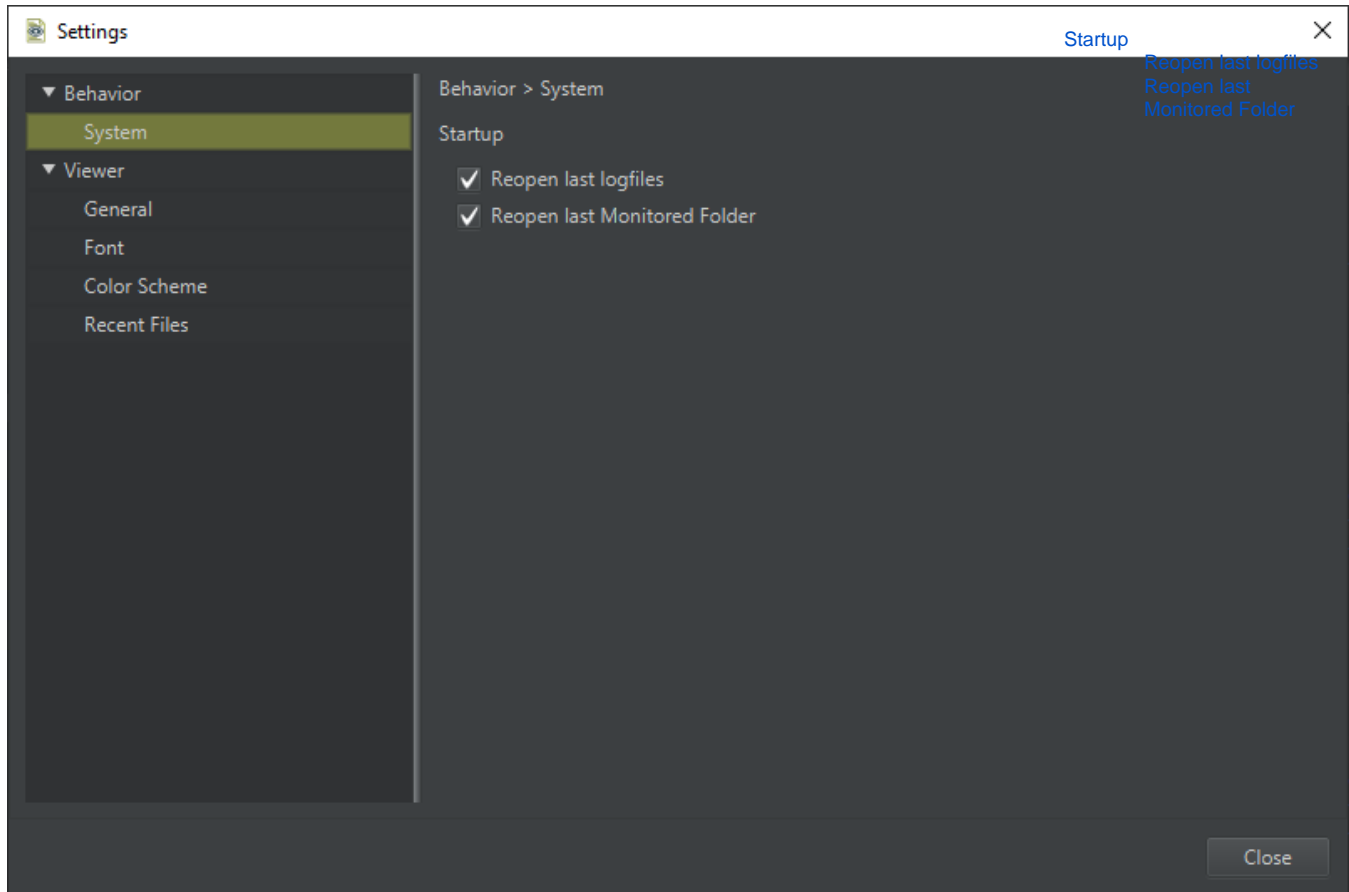 Settings
Startup
Reopen last logfiles
Reopen last
Monitored Folder
Behavior
System
Viewer
General
Font
Color Scheme
Recent Files
Behavior > System
Startup
Reopen last logfiles
Reopen last Monitored Folder
Close